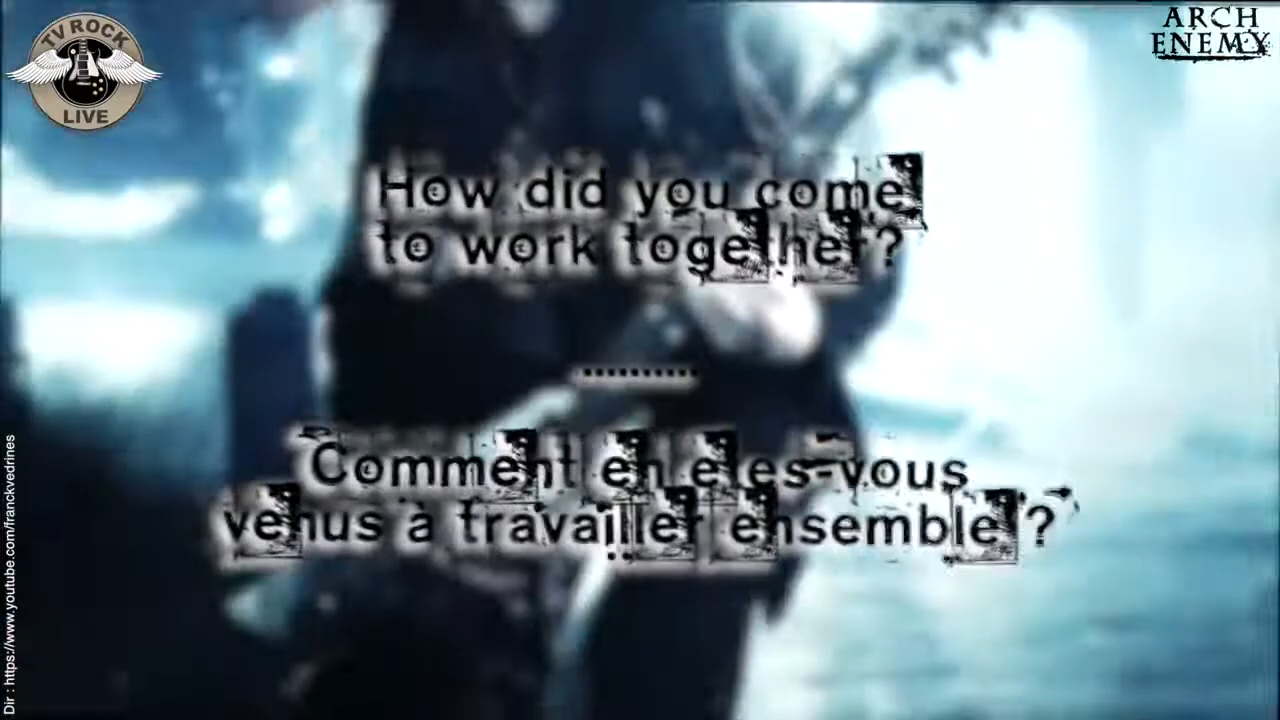 TV ROCK
LIVE
ARCH
ENEMY
How did you come
to work together?
..........
Comment en etes-vous
venus à travailler ensemble ?
Dir : https://www.youtube.com/franckvedrines